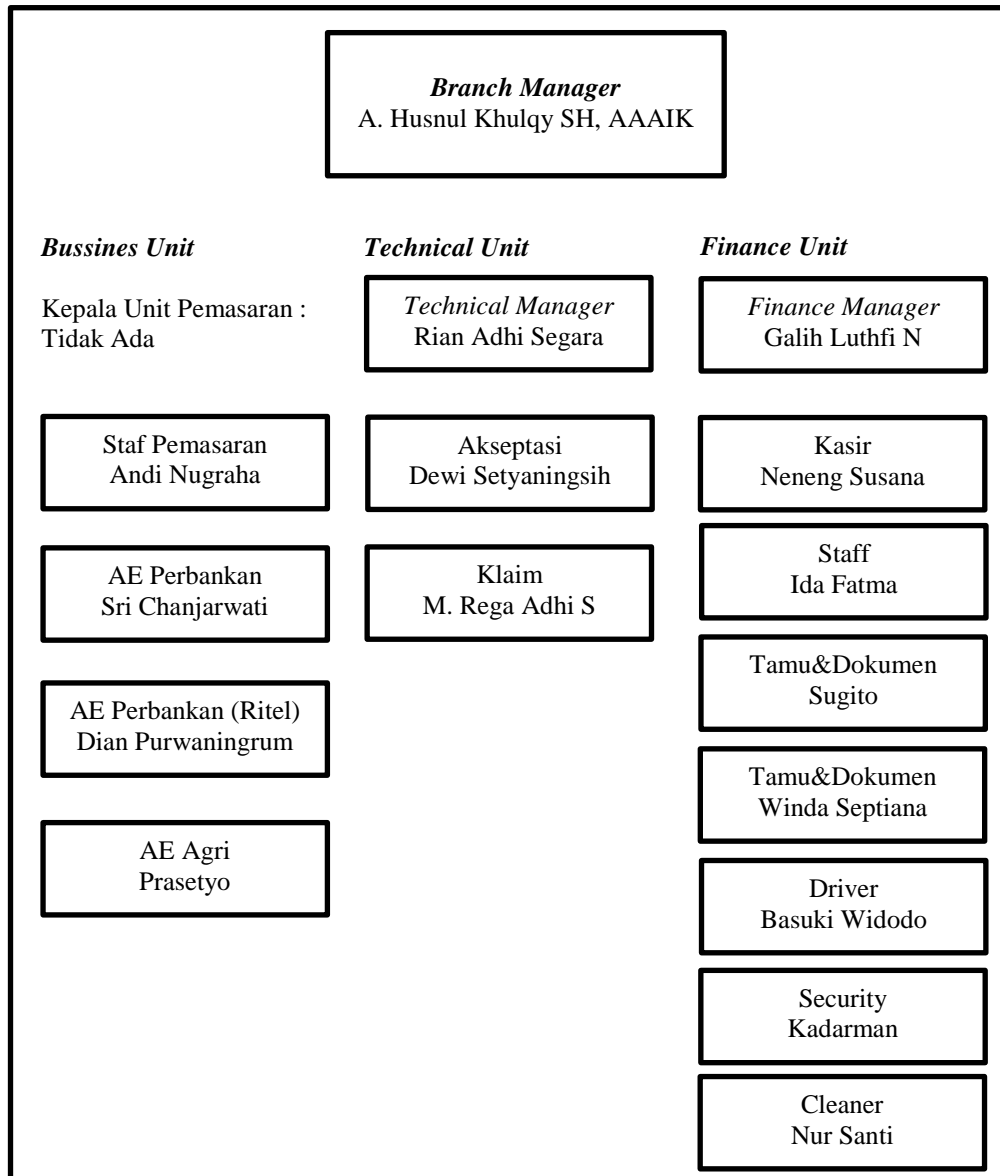 Branch Manager
A. Husnul Khulqy SH, AAAIK
Bussines Unit
Kepala Unit Pemasaran :
Tidak Ada
Staf Pemasaran
Andi Nugraha
AE Perbankan
Sri Chanjarwati
AE Perbankan (Ritel)
Dian Purwaningrum
AE Agri
Prasetyo
Technical Unit
Technical Manager
Rian Adhi Segara
Akseptasi
Dewi Setyaningsih
Klaim
M. Rega Adhi S
Finance Unit
Finance Manager
Galih Luthfi N
Kasir
Neneng Susana
Staff
Ida Fatma
Tamu&Dokumen
Sugito
Tamu&Dokumen
Winda Septiana
Driver
Basuki Widodo
Security
Kadarman
Cleaner
Nur Santi